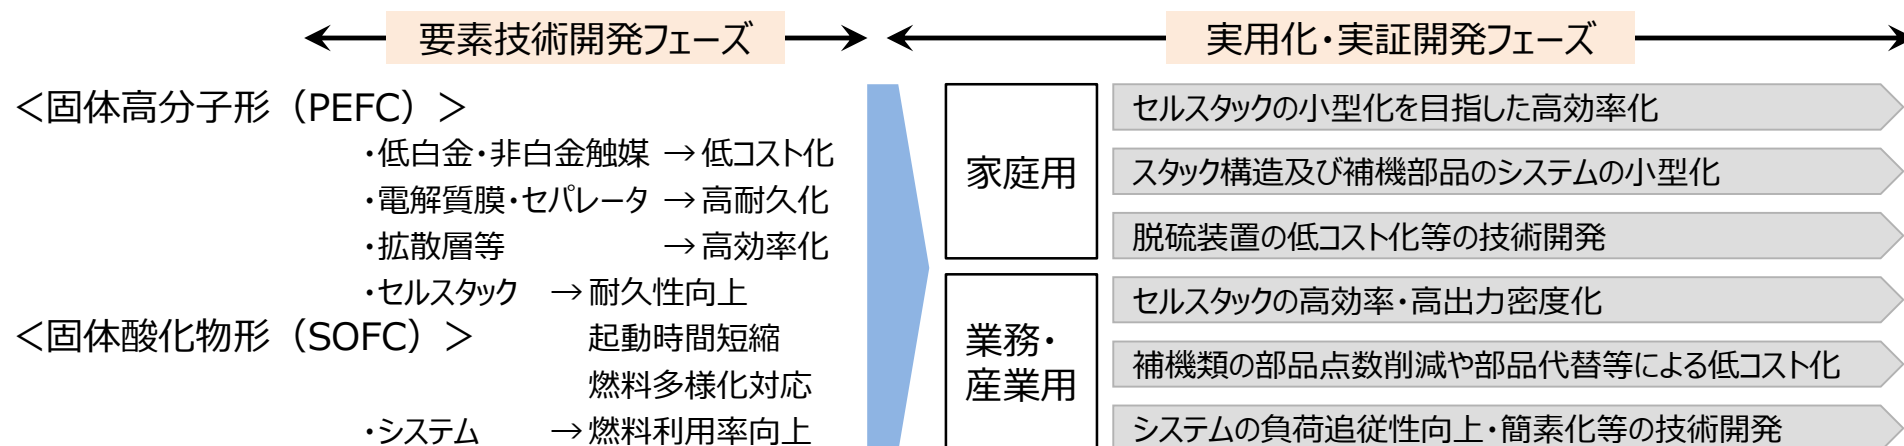 要素技術開発フェーズ
実用化・実証開発フェーズ
＜固体高分子形（PEFC）＞
・低白金・非白金触媒 → 低コスト化
・電解質膜・セパレータ → 高耐久化
・拡散層等 → 高効率化
・セルスタック → 耐久性向上
＜固体酸化物形（SOFC）＞
起動時間短縮
燃料多様化対応
・システム → 燃料利用率向上
家庭用
セルスタックの小型化を目指した高効率化
スタック構造及び補機部品のシステムの小型化
脱硫装置の低コスト化等の技術開発
業務・
産業用
セルスタックの高効率・高出力密度化
補機類の部品点数削減や部品代替等による低コスト化
システムの負荷追従性向上・簡素化等の技術開発